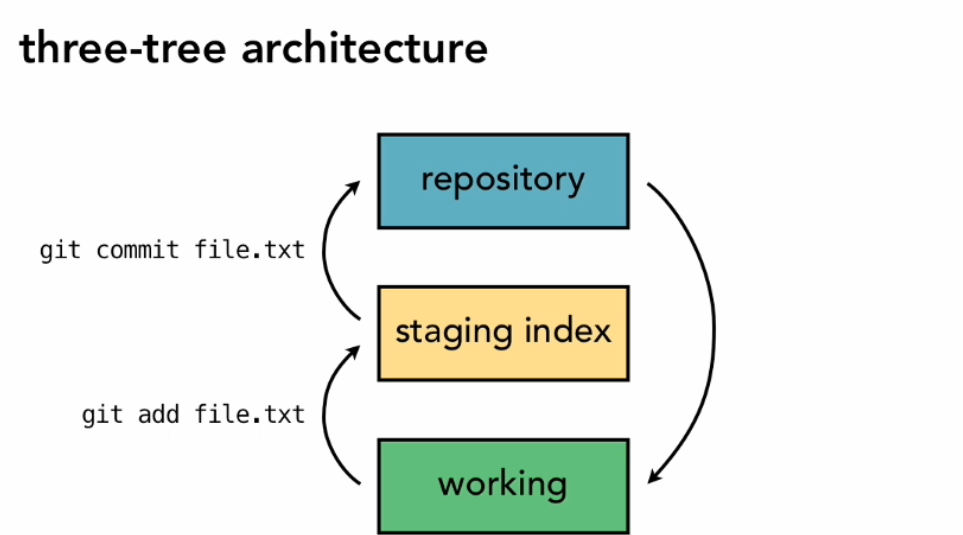 three-tree architecture
repository
git commit file.txt
staging index
git add file.txt
working